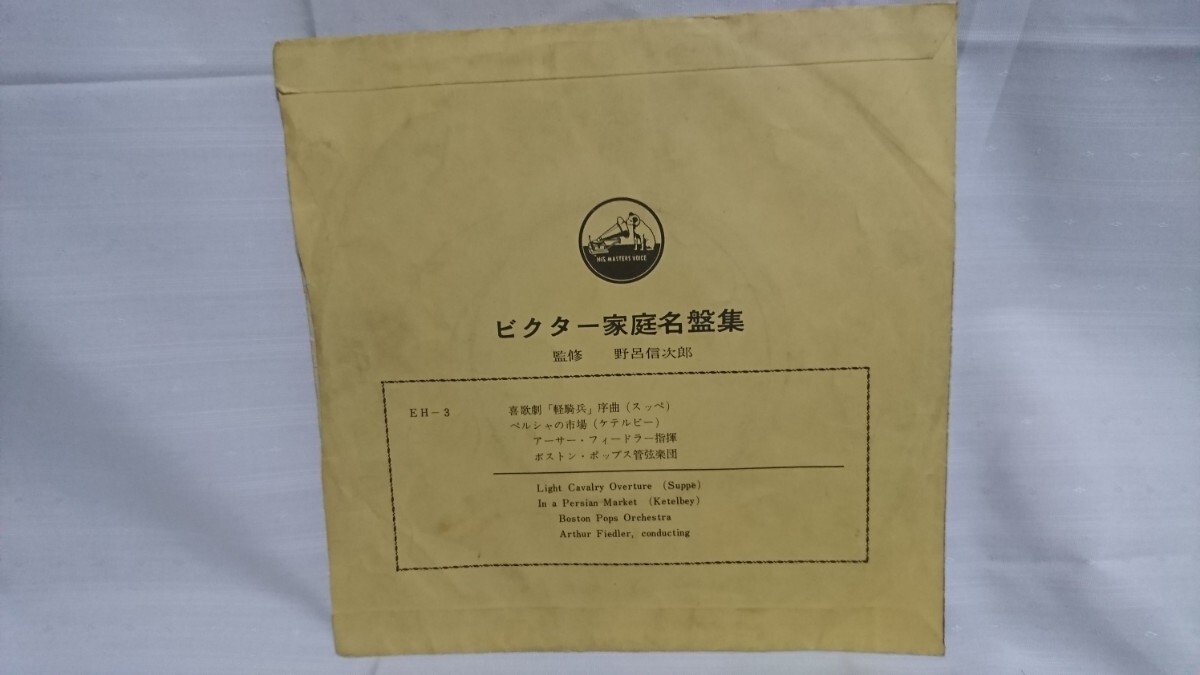 HIS MASTERS VOICE
ビクター家庭名盤集
監修　野呂信次郎
EH-3
喜歌劇「軽騎兵」序曲(スッペ)
ペルシャの市場(ケテルビー)
アーサー・フィードラー指揮
ボストン・ポップス管弦楽団
Light Cavalry Overture (Suppè)
In a Persian Market (Ketelbey)
Boston Pops Orchestra
Arthur Fiedler, conducting